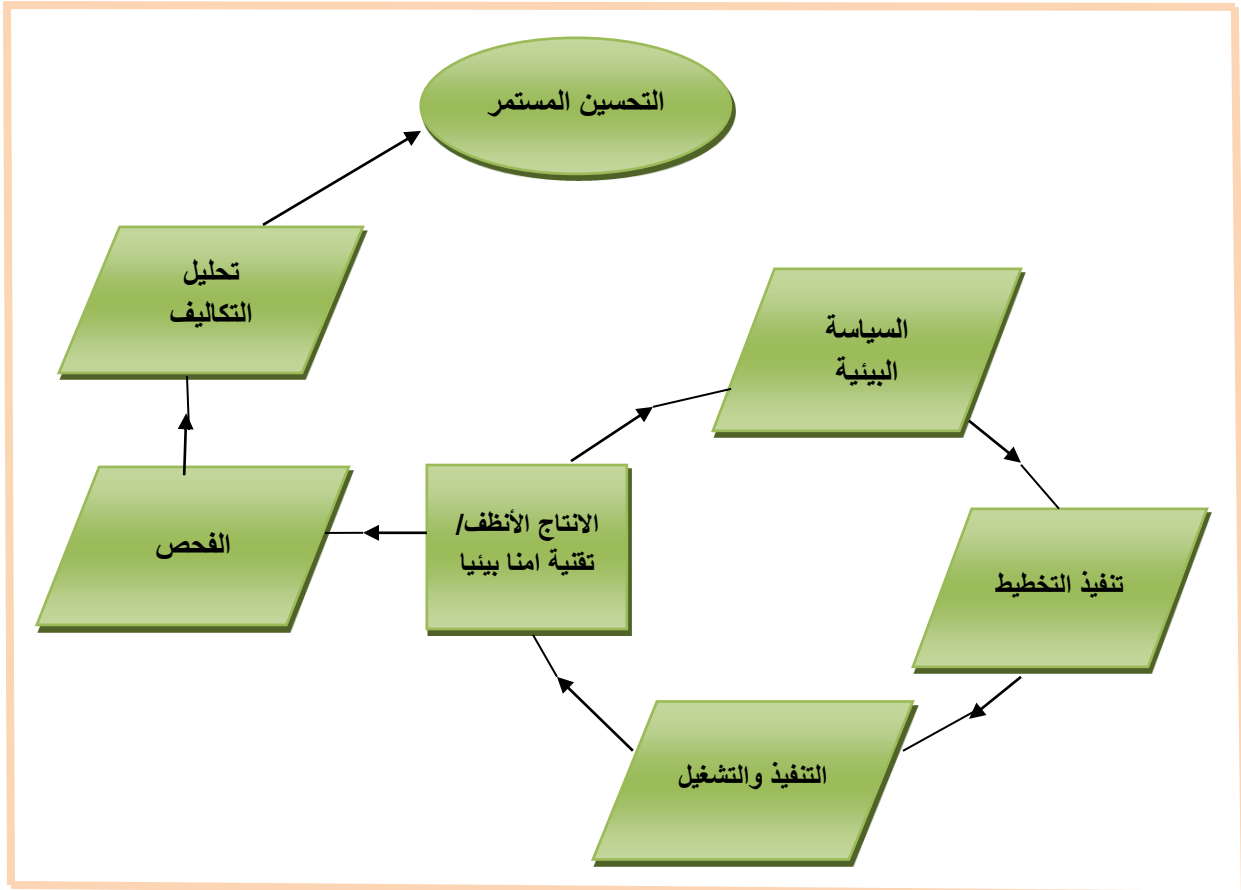 التحسين المستمر
تحليل
التكاليف
السياسة
البيئية
الانتاج الأنظف/
تقنية امنا بيئيا
الفحص
تنفيذ التخطيط
التنفيذ والتشغيل